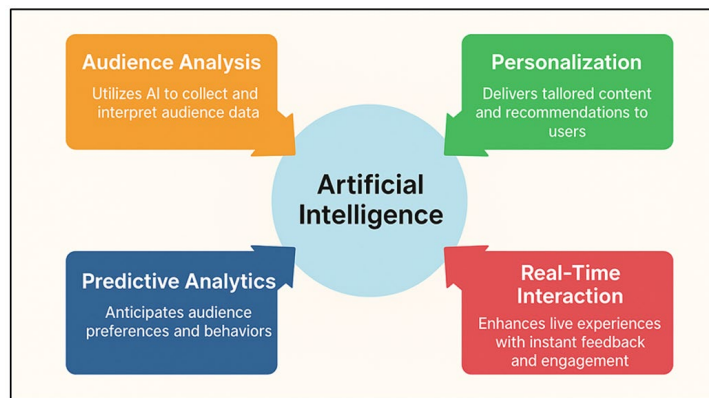 Audience Analysis
Utilizes AI to collect and
interpret audience data
Personalization
Delivers tailored content
and recommendations to
users
Artificial
Intelligence
Predictive Analytics
Anticipates audience
preferences and behaviors
Real-Time
Interaction
Enhances live experiences
with instant feedback
and engagement